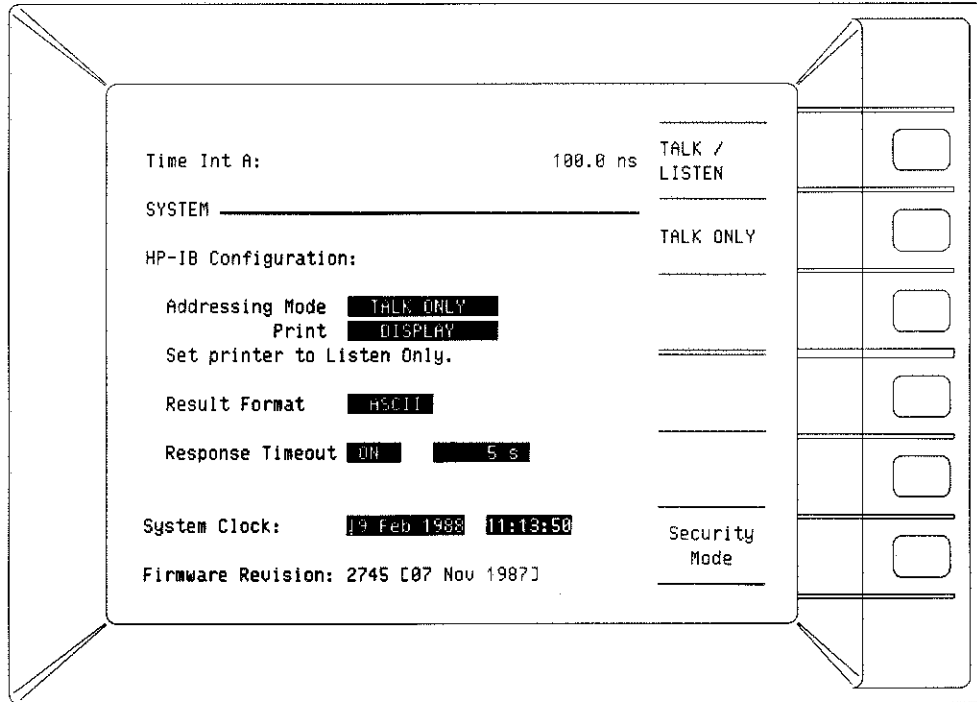 Time Int A: 100.0 ns
SYSTEM
HP-IB Configuration:
Addressing Mode TALK ONLY
Print DISPLAY
Set printer to Listen Only.
Result Format ASCII
Response Timeout ON 5 s
System Clock: 19 Feb 1988 11:13:50
Firmware Revision: 2745 [07 Nov 1987]
TALK /
LISTEN
TALK ONLY
Security
Mode